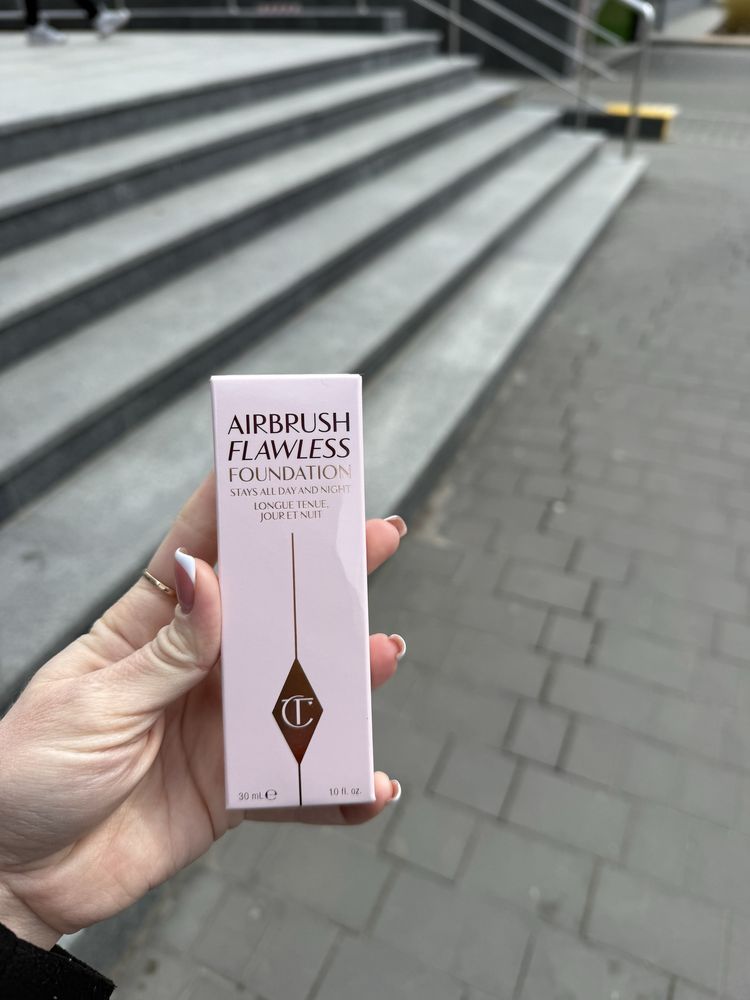 AIRBRUSH
FLAWLESS
FOUNDATION
STAYS ALL DAY AND NIGHT
LONGUE TENUE,
JOUR ET NUIT
CT
30 mL ℮ 1.0 fl. oz.